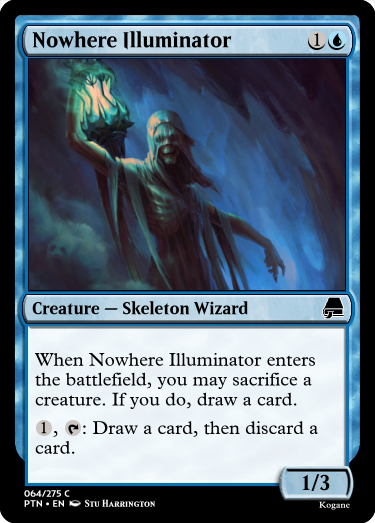 Nowhere Illuminator 1
Creature — Skeleton Wizard
When Nowhere Illuminator enters
the battlefield, you may sacrifice a
creature. If you do, draw a card.
1, : Draw a card, then discard a
card.
1/3
064/275 C
PTN • EN Stu Harrington
Kogane